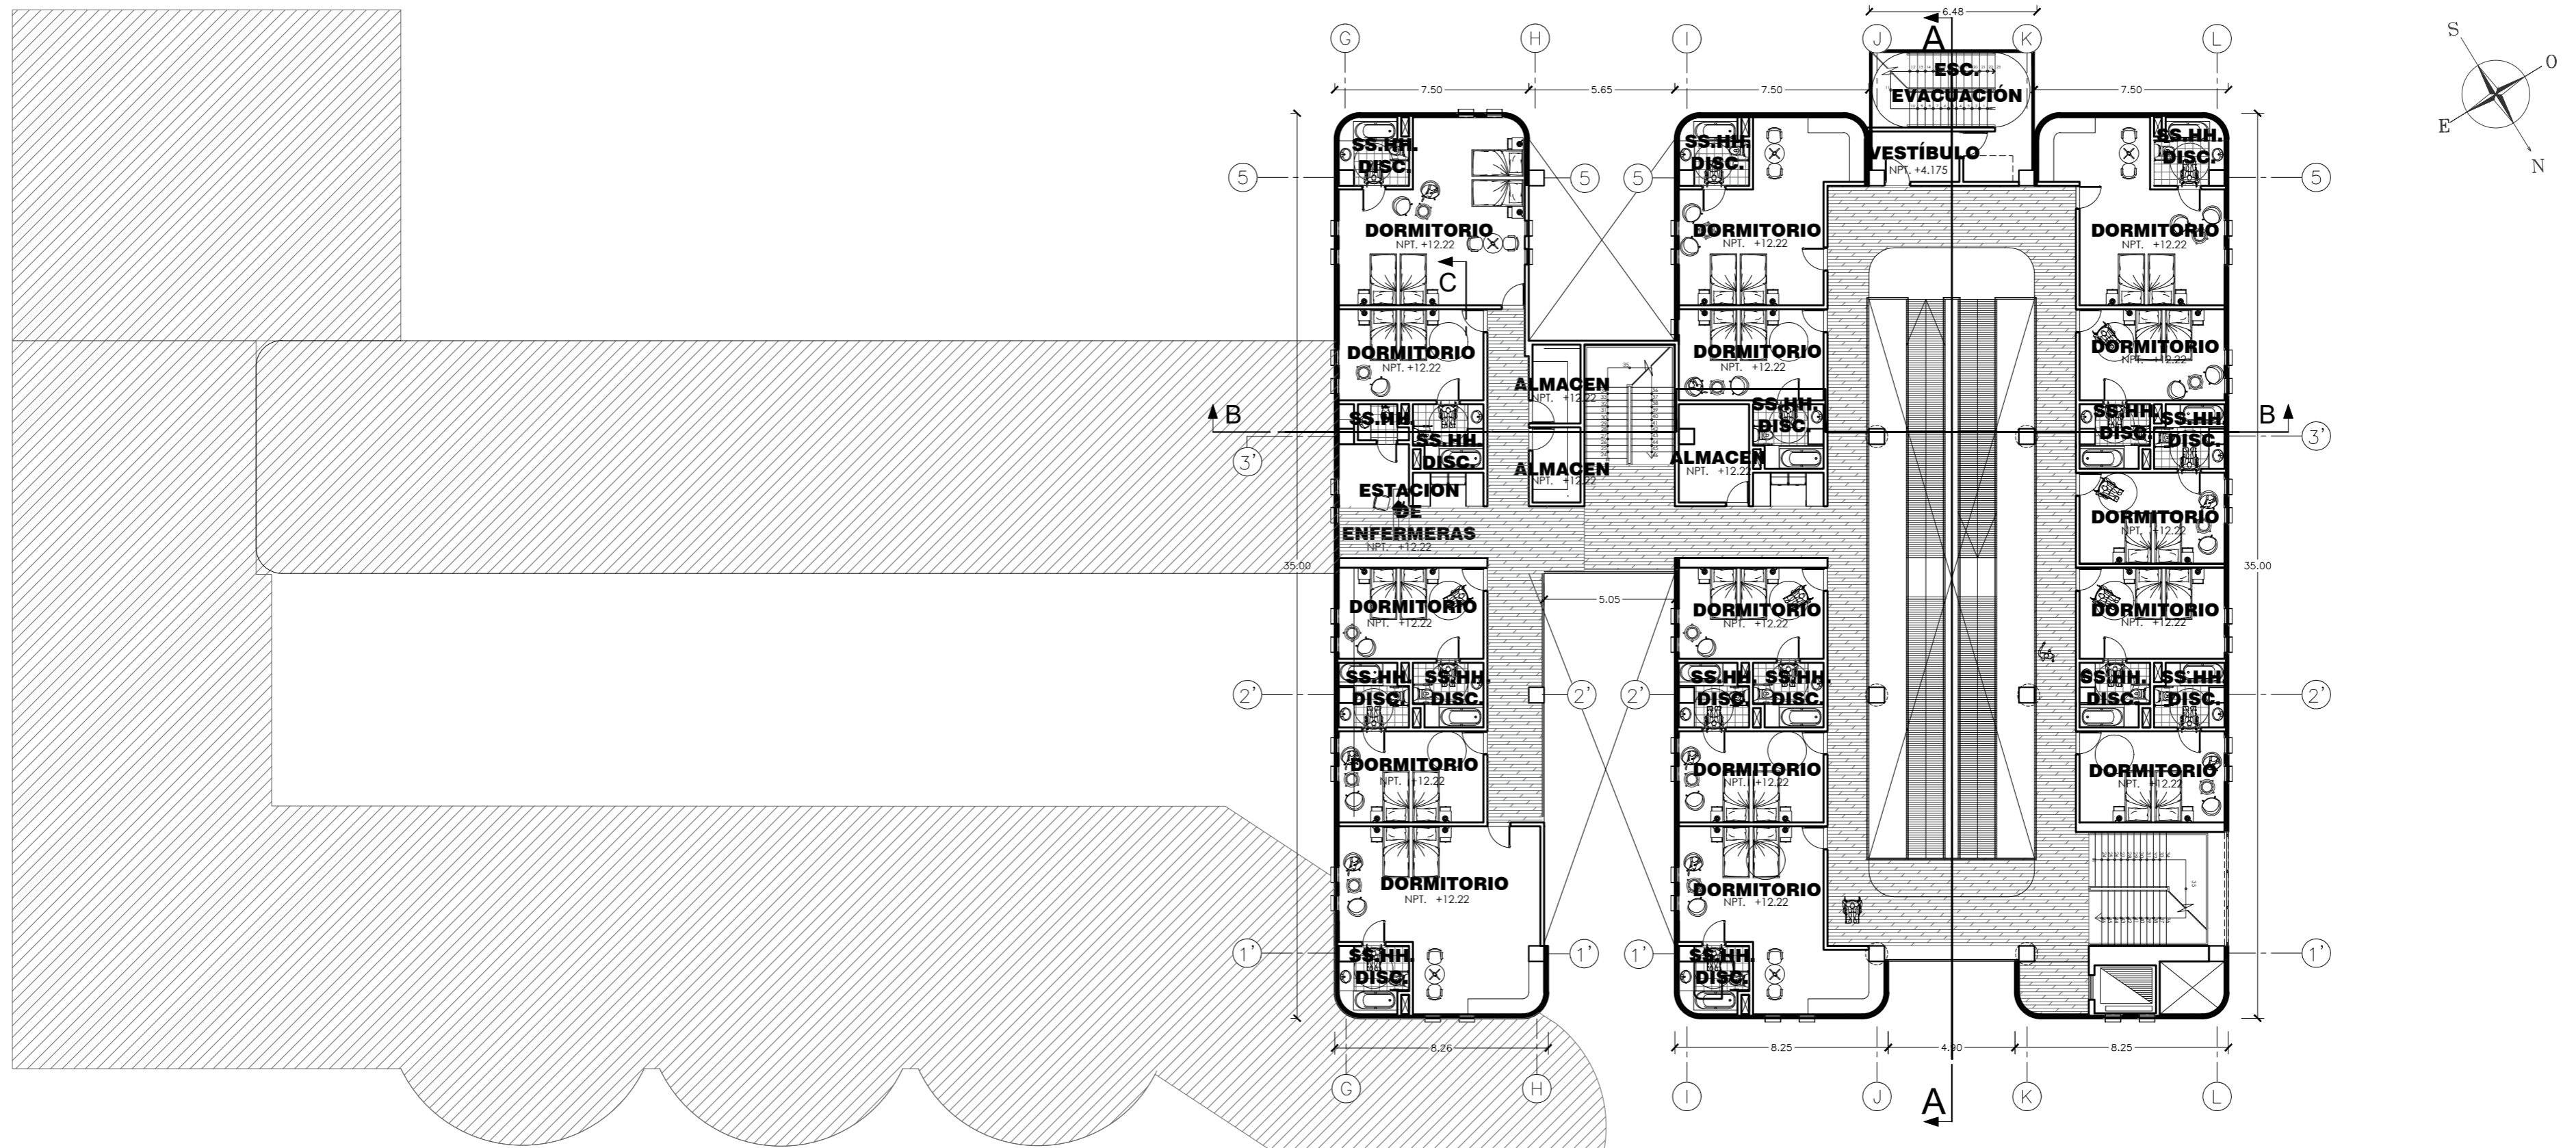 6.48
A
G
H
I
J
K
L
S
O
E
N
7.50
5.65
7.50
7.50
ESC.
EVACUACIÓN
SS.HH.
DISC.
SS.HH.
DISC.
VESTÍBULO
NPT. +4.175
SS.HH.
DISC.
5
5
5
5
DORMITORIO
NPT. +12.22
DORMITORIO
NPT. +12.22
DORMITORIO
NPT. +12.22
C
DORMITORIO
NPT. +12.22
DORMITORIO
NPT. +12.22
DORMITORIO
NPT. +12.22
ALMACEN
NPT. +12.22
B
SS.HH.
SS.HH.
DISC.
SS.HH.
DISC.
SS.HH.
DISC.
SS.HH.
DISC.
B
3'
3'
ALMACEN
NPT. +12.22
ALMACEN
NPT. +12.22
ESTACION
DE
ENFERMERAS
NPT. +12.22
DORMITORIO
NPT. +12.22
35.00
35.00
5.05
DORMITORIO
NPT. +12.22
DORMITORIO
NPT. +12.22
DORMITORIO
NPT. +12.22
SS.HH.
DISC.
SS.HH.
DISC.
SS.HH.
DISC.
SS.HH.
DISC.
SS.HH.
DISC.
SS.HH.
DISC.
2'
2'
2'
2'
DORMITORIO
NPT. +12.22
DORMITORIO
NPT. +12.22
DORMITORIO
NPT. +12.22
DORMITORIO
NPT. +12.22
DORMITORIO
NPT. +12.22
SS.HH.
DISC.
SS.HH.
DISC.
1'
1'
1'
1'
8.26
8.25
4.90
8.25
G
H
I
J
K
L
A